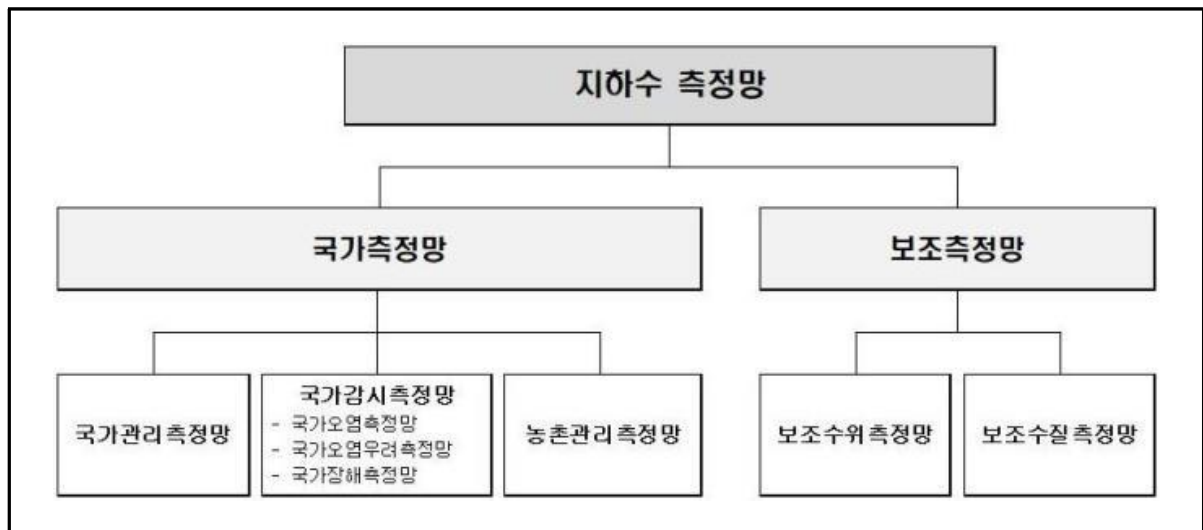 지하수 측정망
국가측정망
보조측정망
국가관리측정망
국가감시측정망
- 국가오염측정망
- 국가오염우려측정망
- 국가장해측정망
농촌관리측정망
보조수위측정망
보조수질측정망